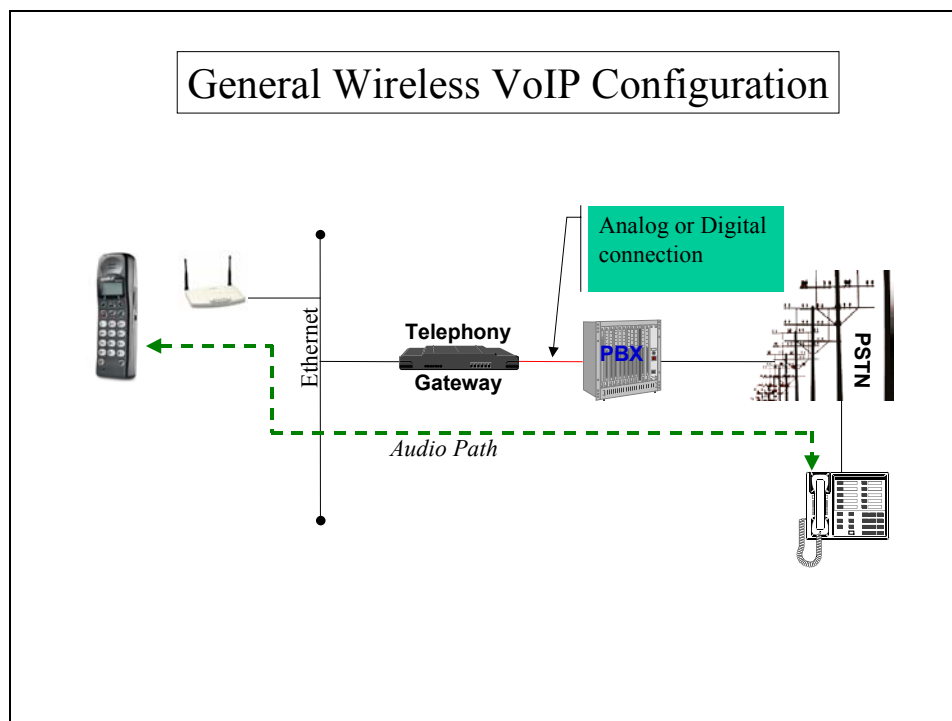 General Wireless VoIP Configuration
Analog or Digital
connection
Ethernet
Telephony
Gateway
PBX
PSTN
Audio Path